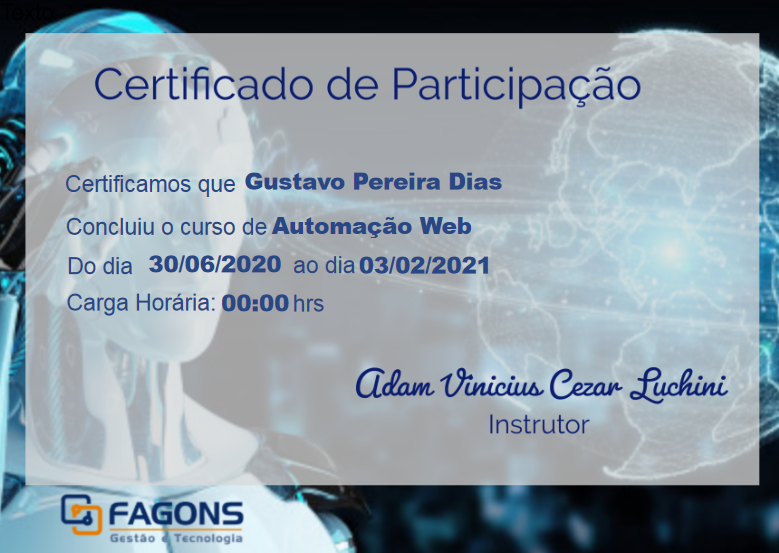 Texto
Certificado de Participação
Certificamos que Gustavo Pereira Dias
Concluiu o curso de Automação Web
Do dia 30/06/2020 ao dia 03/02/2021
Carga Horária: 00:00 hrs
Adam Vinicius Cezar Luchini
Instrutor
FAGONS
Gestão e Tecnologia